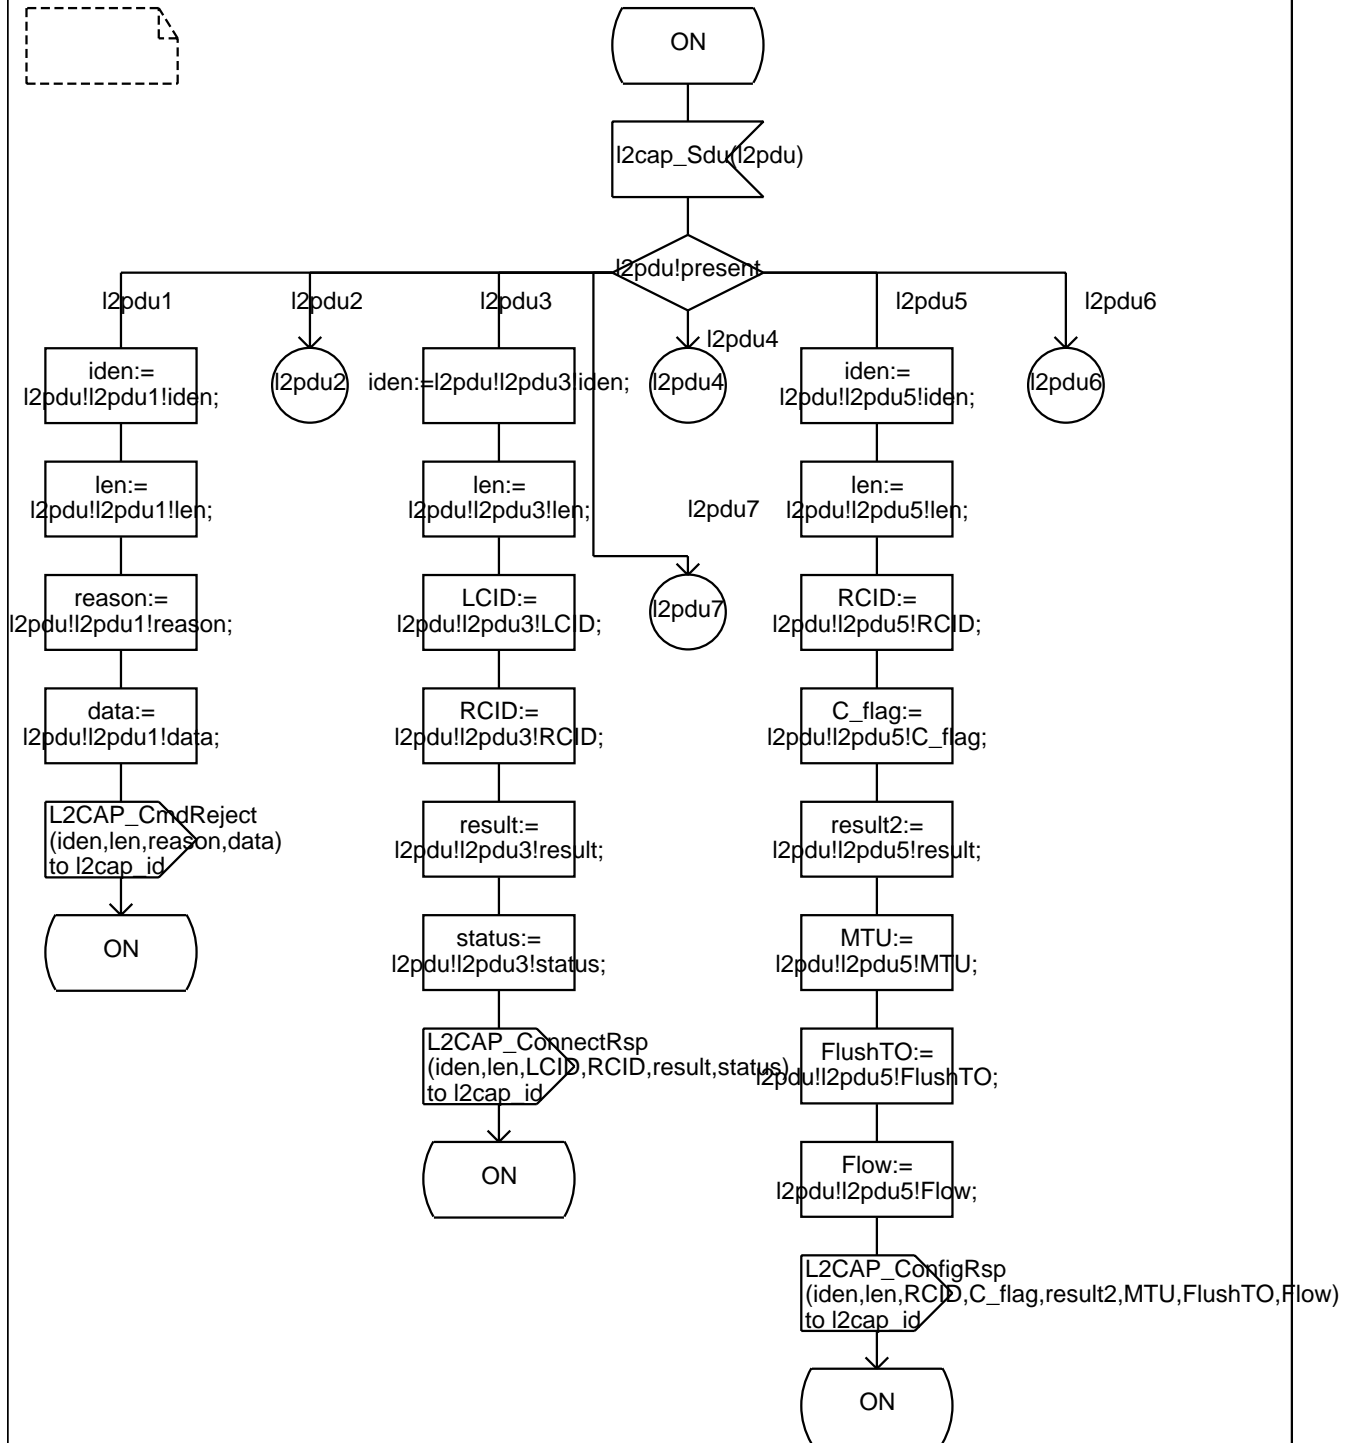 ON
l2cap_Sdu(l2pdu)
l2pdu!present
l2pdu1
l2pdu2
l2pdu3
l2pdu4
l2pdu5
l2pdu6
iden:=
l2pdu!l2pdu1!iden;
l2pdu2
iden:=l2pdu!l2pdu3!iden;
l2pdu4
iden:=
l2pdu!l2pdu5!iden;
l2pdu6
len:=
l2pdu!l2pdu1!len;
len:=
l2pdu!l2pdu3!len;
l2pdu7
len:=
l2pdu!l2pdu5!len;
reason:=
l2pdu!l2pdu1!reason;
LCID:=
l2pdu!l2pdu3!LCID;
l2pdu7
RCID:=
l2pdu!l2pdu5!RCID;
data:=
l2pdu!l2pdu1!data;
RCID:=
l2pdu!l2pdu3!RCID;
C_flag:=
l2pdu!l2pdu5!C_flag;
L2CAP_CmdReject
(iden,len,reason,data)
to l2cap_id
result:=
l2pdu!l2pdu3!result;
result2:=
l2pdu!l2pdu5!result;
ON
status:=
l2pdu!l2pdu3!status;
MTU:=
l2pdu!l2pdu5!MTU;
L2CAP_ConnectRsp
(iden,len,LCID,RCID,result,status)
to l2cap_id
FlushTO:=
l2pdu!l2pdu5!FlushTO;
ON
Flow:=
l2pdu!l2pdu5!Flow;
L2CAP_ConfigRsp
(iden,len,RCID,C_flag,result2,MTU,FlushTO,Flow)
to l2cap_id
ON